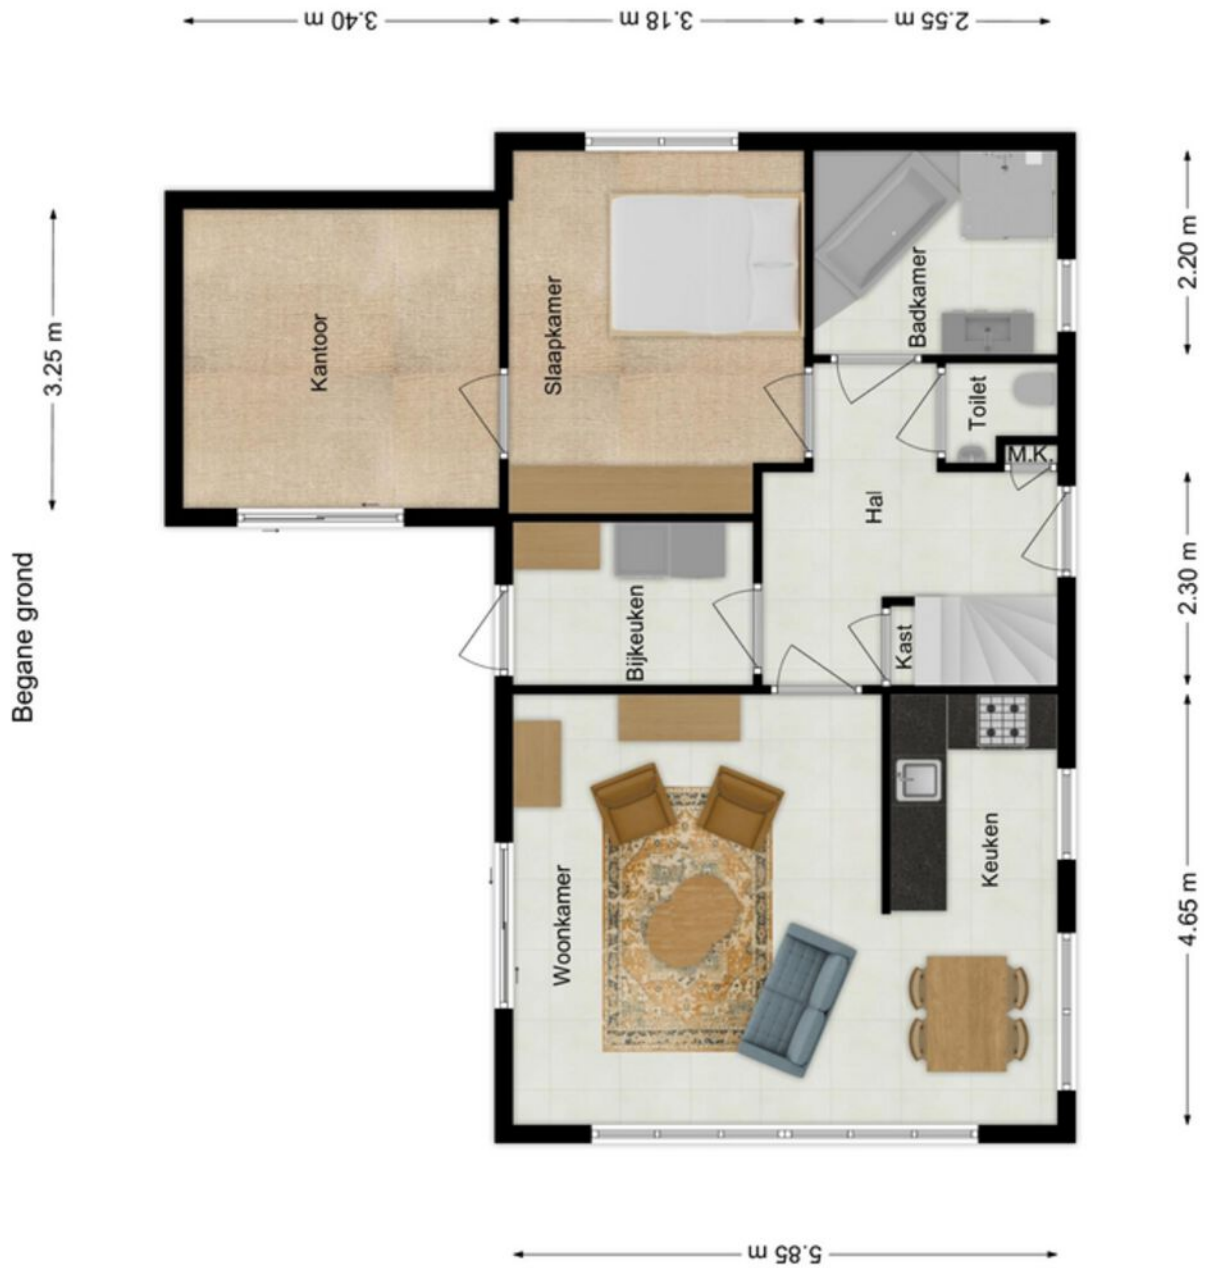 3.40 m
3.18 m
2.55 m
3.25 m
2.20 m
Kantoor
Slaapkamer
Badkamer
Toilet
M.K.
Hal
2.30 m
Begane grond
Bijkeuken
Kast
Woonkamer
Keuken
4.65 m
5.85 m